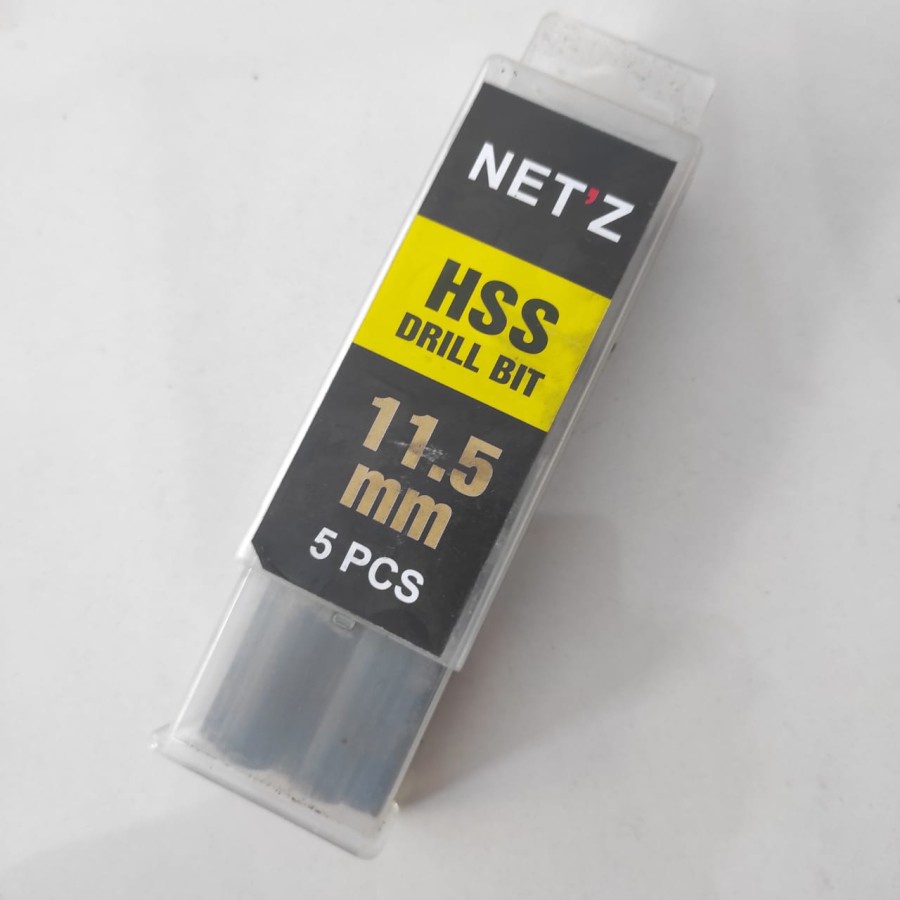 NET'Z
HSS
DRILL BIT
11.5
mm
5 PCS